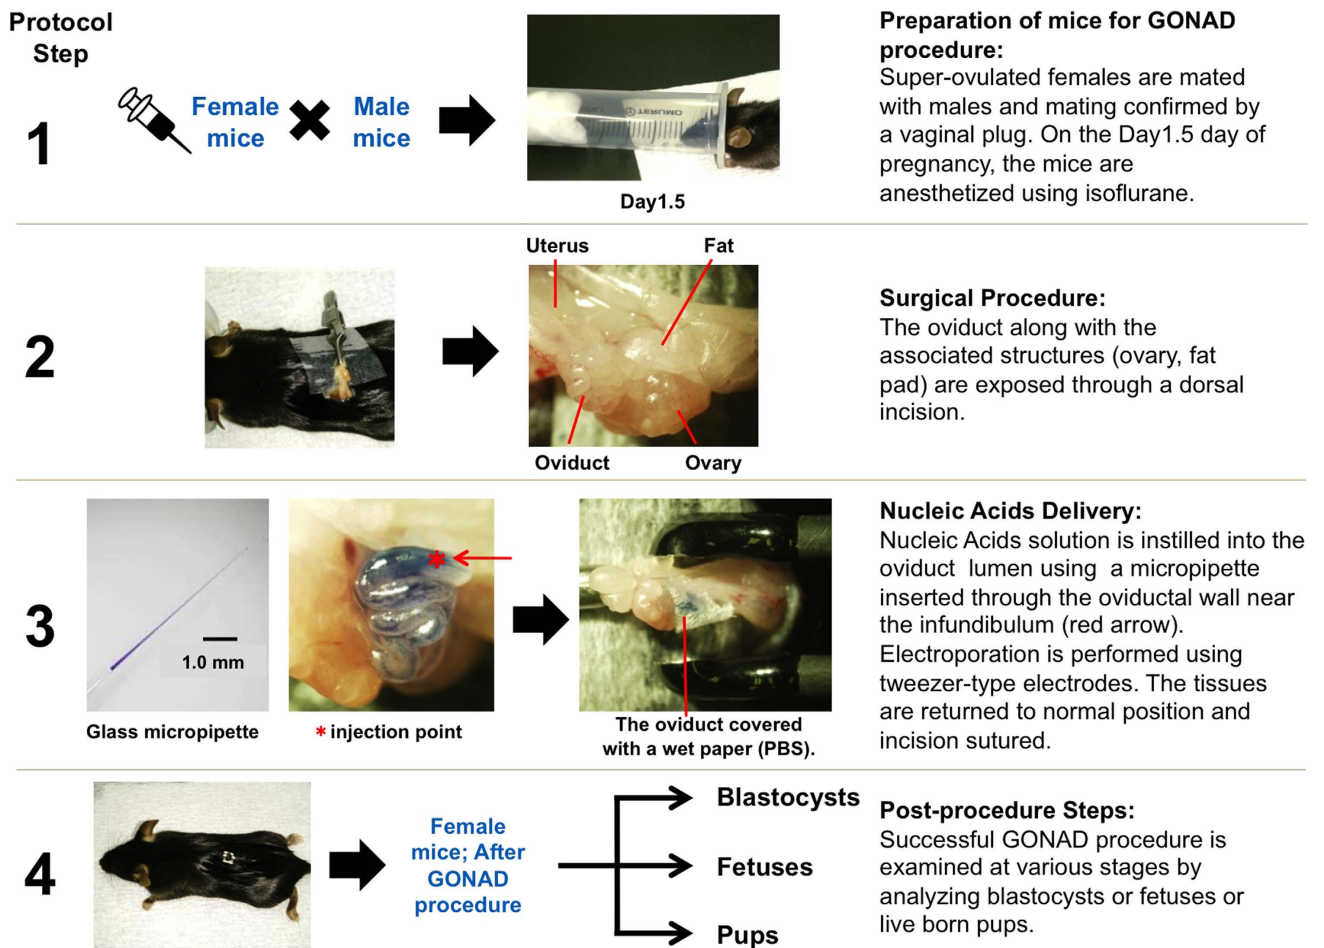 Protocol
Step
1
Female
mice
Male
mice
TERUMO
Day1.5
Preparation of mice for GONAD
procedure:
Super-ovulated females are mated
with males and mating confirmed by
a vaginal plug. On the Day1.5 day of
pregnancy, the mice are
anesthetized using isoflurane.
2
Uterus
Fat
Oviduct
Ovary
Surgical Procedure:
The oviduct along with the
associated structures (ovary, fat
pad) are exposed through a dorsal
incision.
3
1.0 mm
Glass micropipette
* injection point
The oviduct covered
with a wet paper (PBS).
Nucleic Acids Delivery:
Nucleic Acids solution is instilled into the
oviduct lumen using a micropipette
inserted through the oviductal wall near
the infundibulum (red arrow).
Electroporation is performed using
tweezer-type electrodes. The tissues
are returned to normal position and
incision sutured.
4
Female
mice; After
GONAD
procedure
Blastocysts
Fetuses
Pups
Post-procedure Steps:
Successful GONAD procedure is
examined at various stages by
analyzing blastocysts or fetuses or
live born pups.